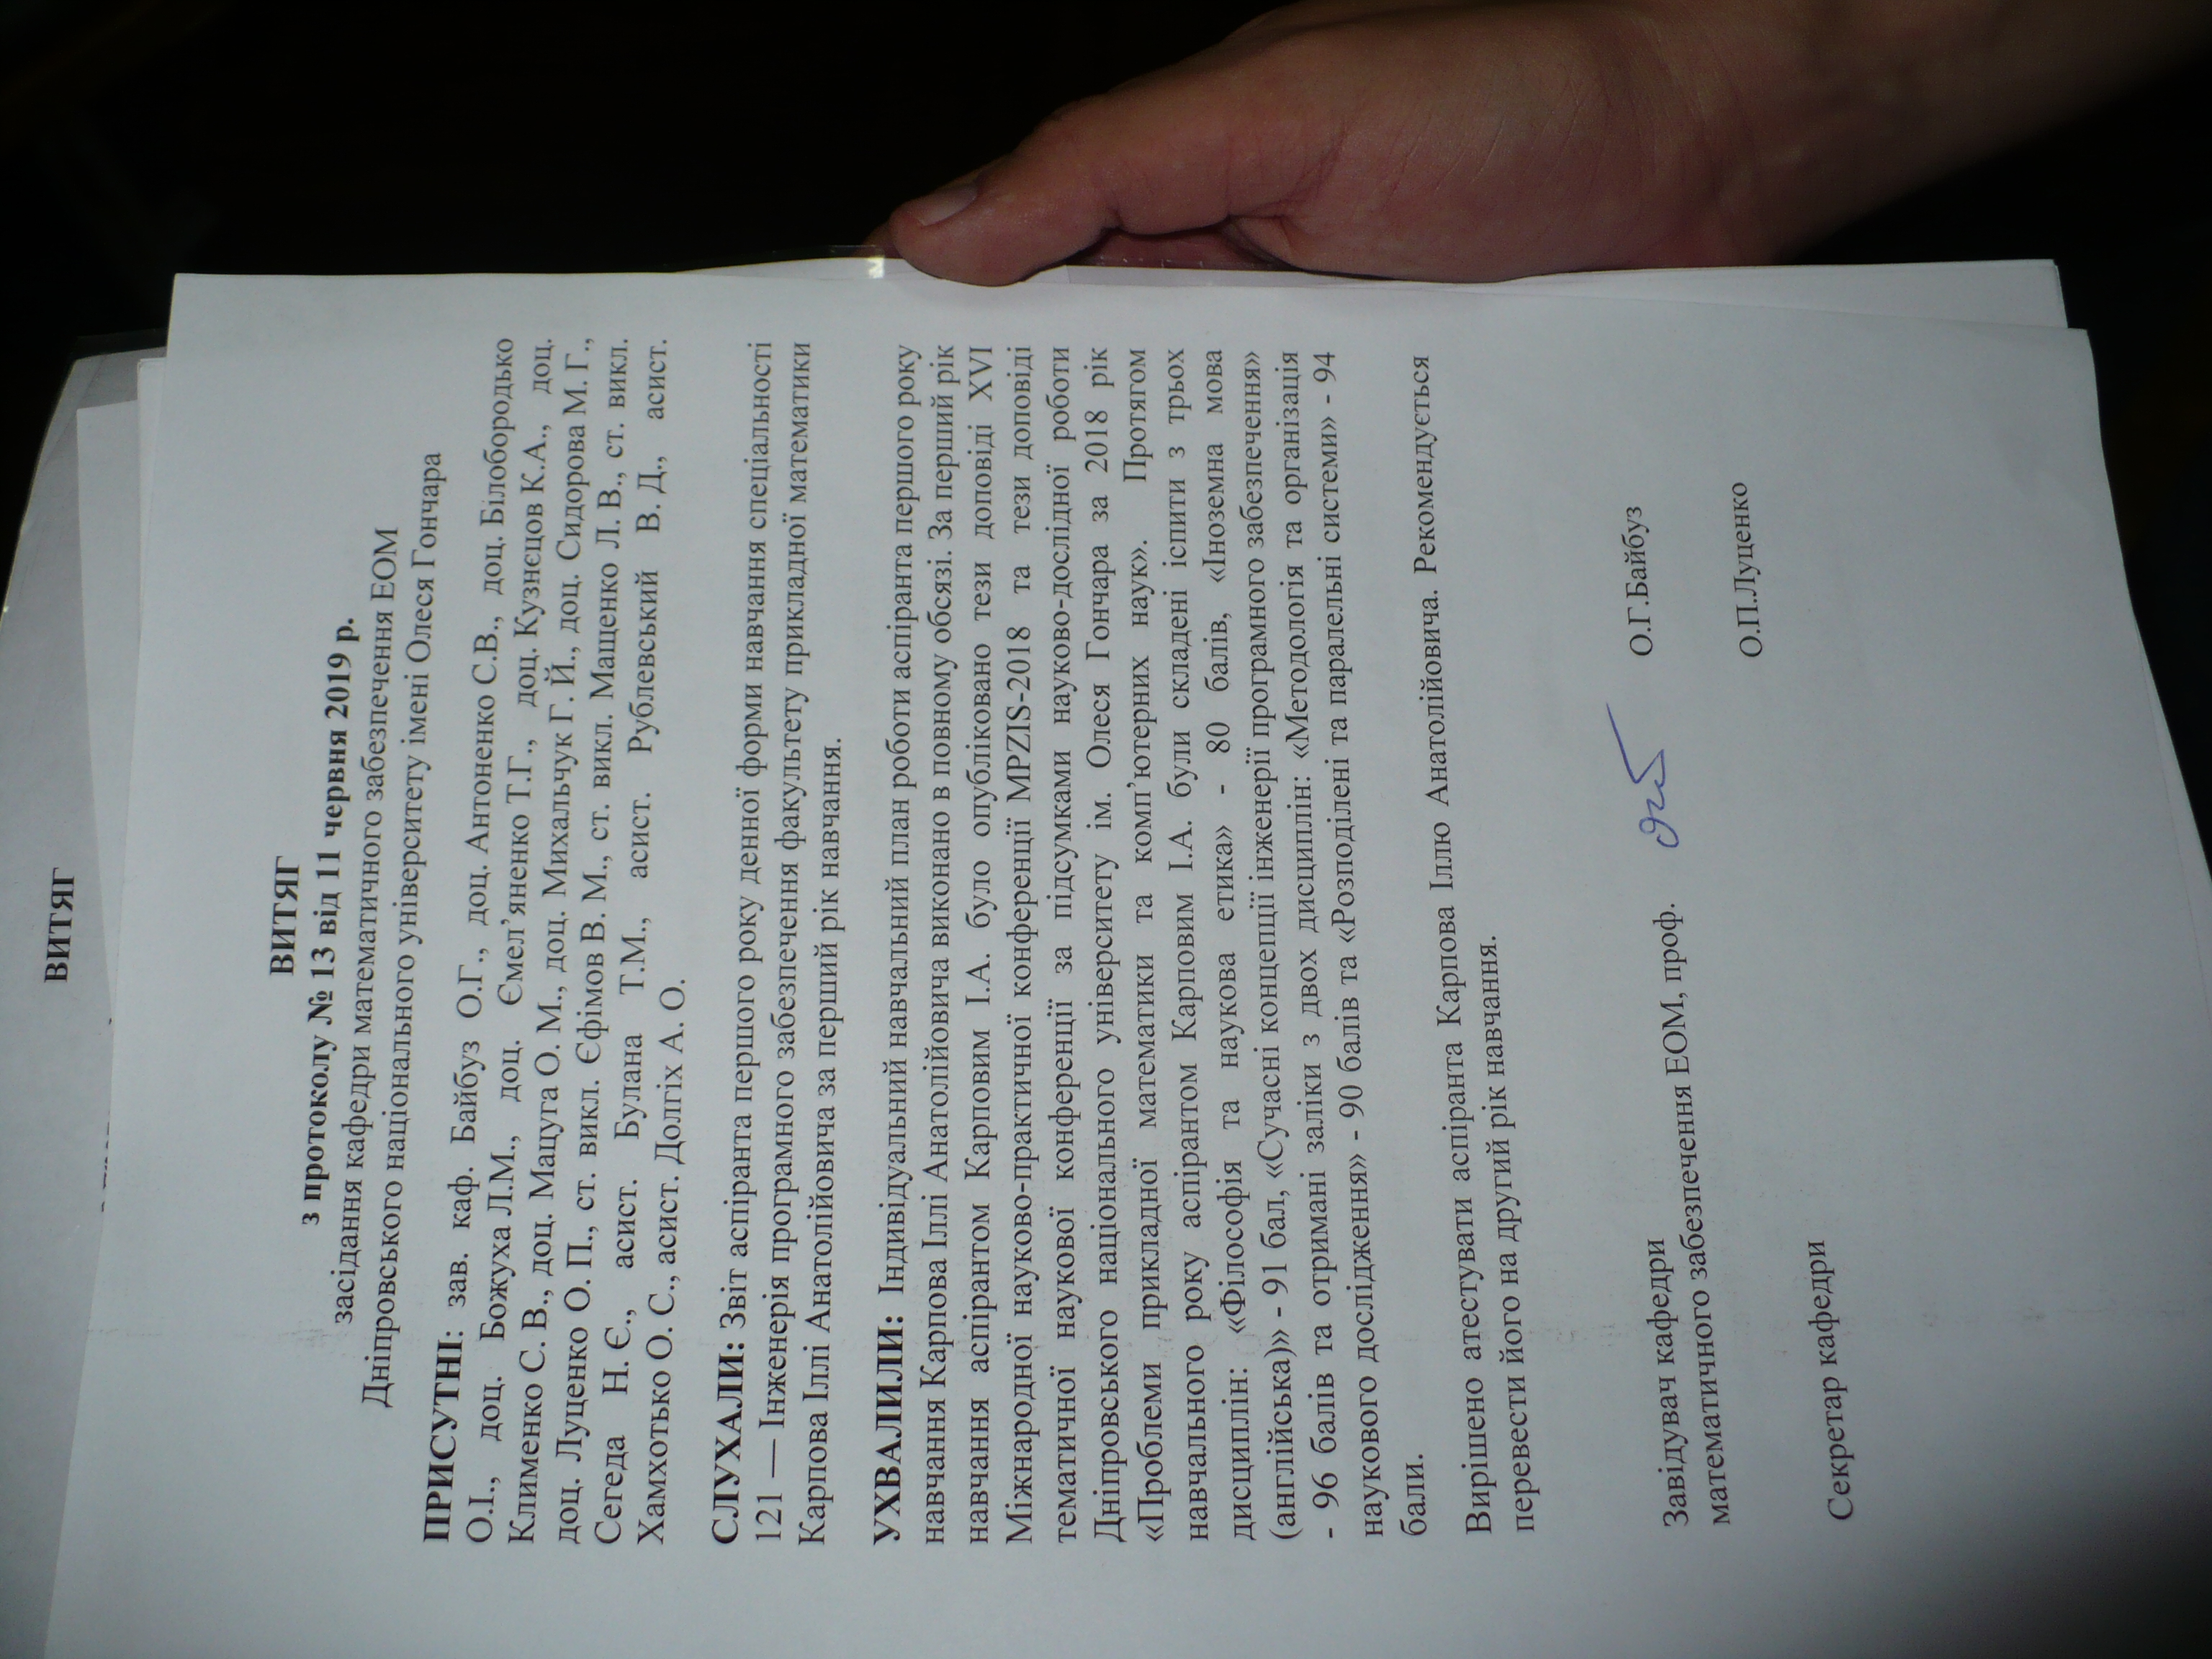 ВИТЯГ
ВИТЯГ
з протоколу № 13 від 11 червня 2019 р.
засідання кафедри математичного забезпечення ЕОМ
Дніпровського національного університету імені Олеся Гончара
ПРИСУТНІ: зав. каф. Байбуз О.Г., доц. Антоненко С.В., доц. Білобородько
О.І., доц. Божуха Л.М., доц. Ємел’яненко Т.Г., доц. Кузнєцов К.А., доц.
Клименко С. В., доц. Мацуга О. М., доц. Михальчук Г. Й., доц. Сидорова М. Г.,
доц. Луценко О. П., ст. викл. Єфімов В. М., ст. викл. Мащенко Л. В., ст. викл.
Сегеда Н. Є., асист. Булана Т.М., асист. Рублевський В. Д., асист.
Хамхотько О. С., асист. Долгіх А. О.
СЛУХАЛИ: Звіт аспіранта першого року денної форми навчання спеціальності
121 — Інженерія програмного забезпечення факультету прикладної математики
Карпова Іллі Анатолійовича за перший рік навчання.
УХВАЛИЛИ: Індивідуальний навчальний план роботи аспіранта першого року
навчання Карпова Іллі Анатолійовича виконано в повному обсязі. За перший рік
навчання аспірантом Карповим І.А. було опубліковано тези доповіді XVI
Міжнародної науково-практичної конференції MPZIS-2018 та тези доповіді
тематичної наукової конференції за підсумками науково-дослідної роботи
Дніпровського національного університету ім. Олеся Гончара за 2018 рік
«Проблеми прикладної математики та комп’ютерних наук». Протягом
навчального року аспірантом Карповим І.А. були складені іспити з трьох
дисциплін: «Філософія та наукова етика» - 80 балів, «Іноземна мова
(англійська)» - 91 бал, «Сучасні концепції інженерії програмного забезпечення»
- 96 балів та отримані заліки з двох дисциплін: «Методологія та організація
наукового дослідження» - 90 балів та «Розподілені та паралельні системи» - 94
бали.
Вирішено атестувати аспіранта Карпова Іллю Анатолійовича. Рекомендується
перевести його на другий рік навчання.
Завідувач кафедри
математичного забезпечення ЕОМ, проф. О.Г.Байбуз
Секретар кафедри О.П.Луценко